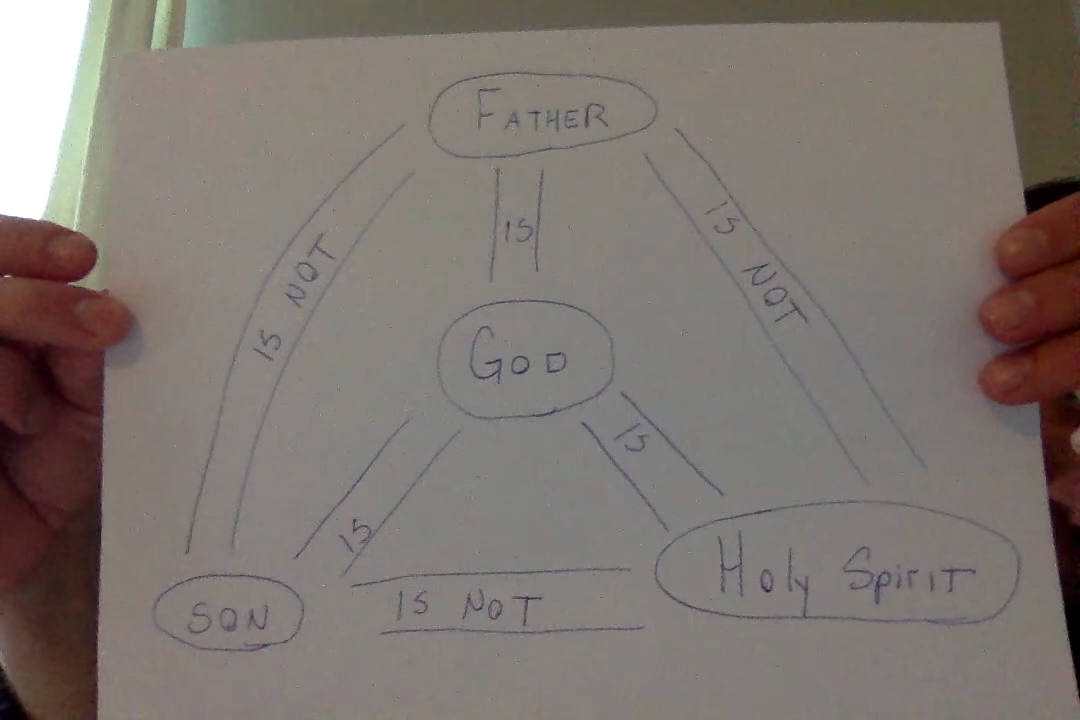 FATHER
IS
IS NOT
IS NOT
GOD
IS
IS
SON
IS NOT
Holy SpirIT